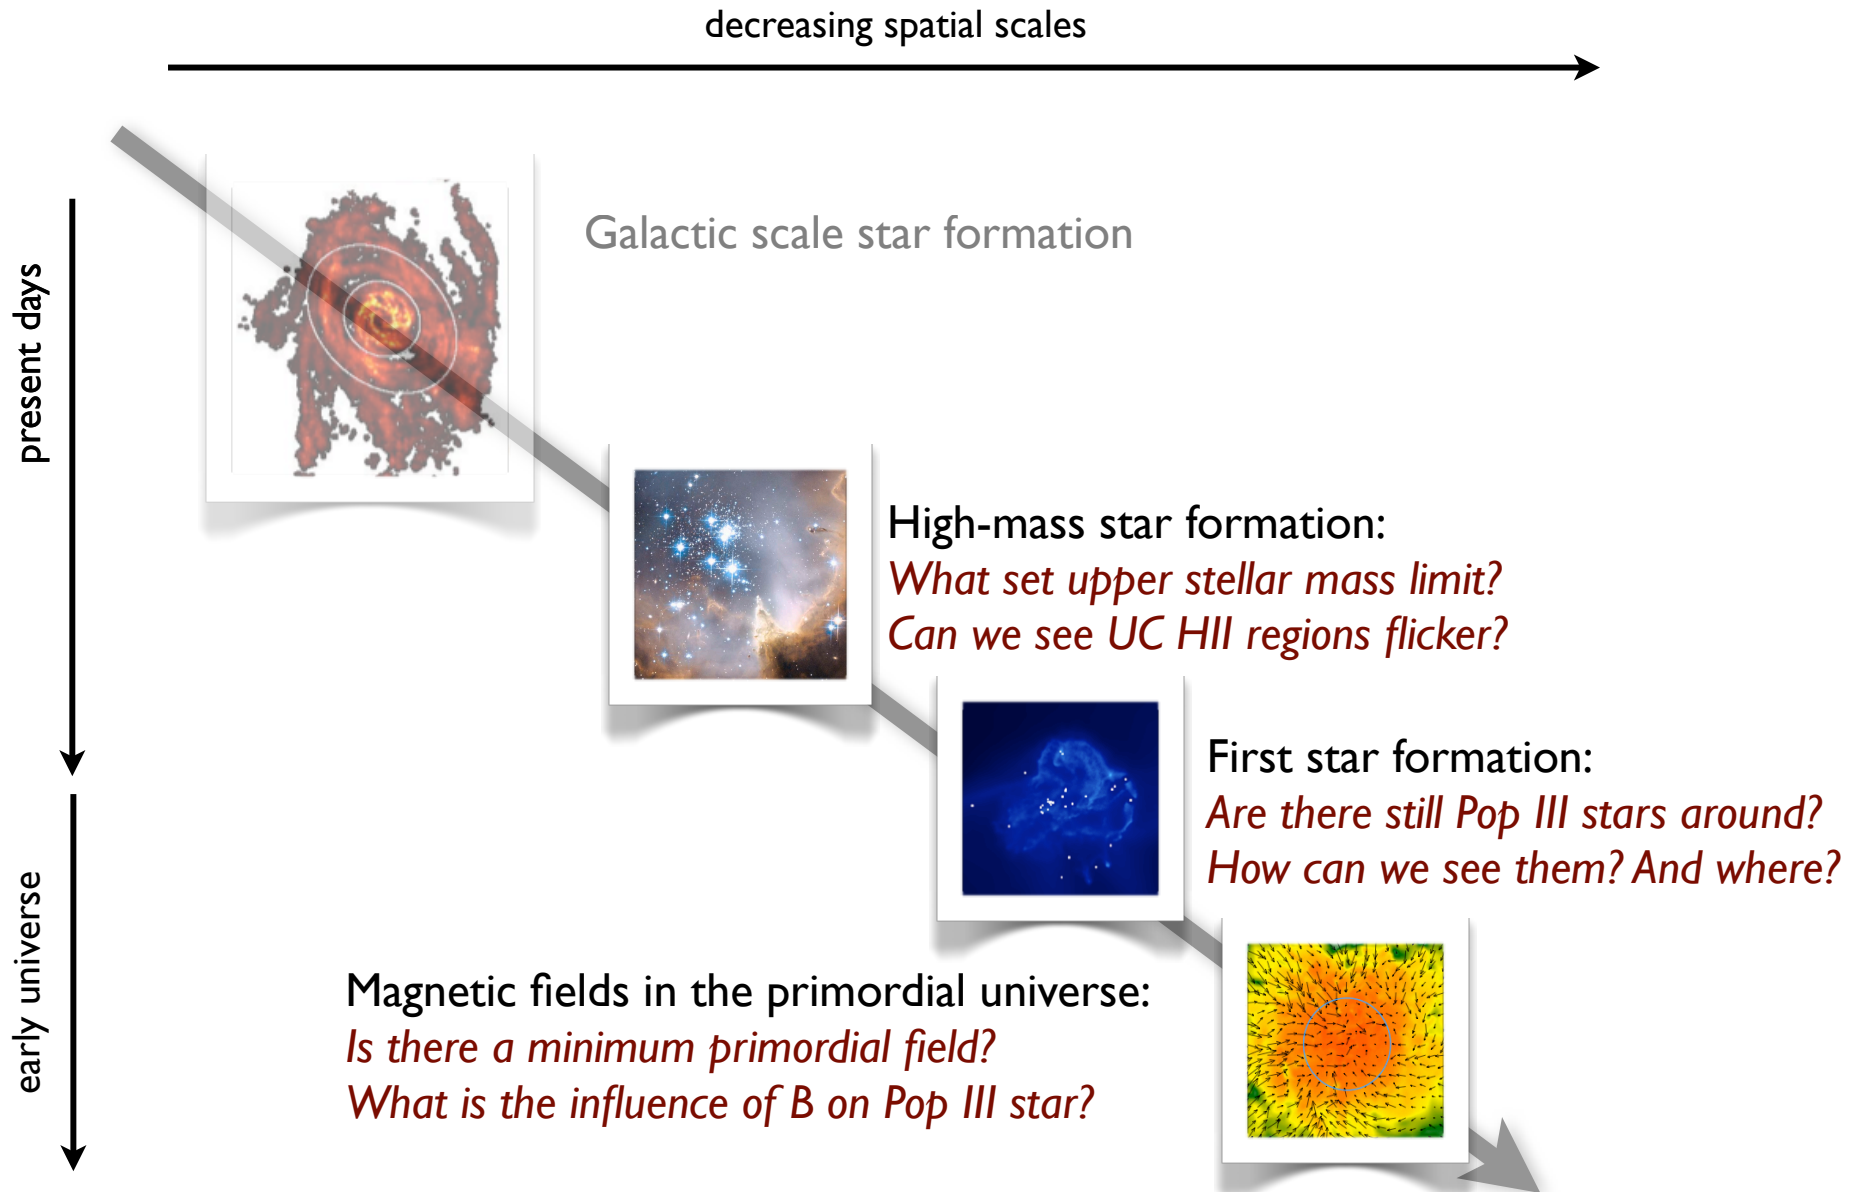 decreasing spatial scales
present days
Galactic scale star formation
High-mass star formation:
What set upper stellar mass limit?
Can we see UC HII regions flicker?
First star formation:
Are there still Pop III stars around?
How can we see them? And where?
early universe
Magnetic fields in the primordial universe:
Is there a minimum primordial field?
What is the influence of B on Pop III star?